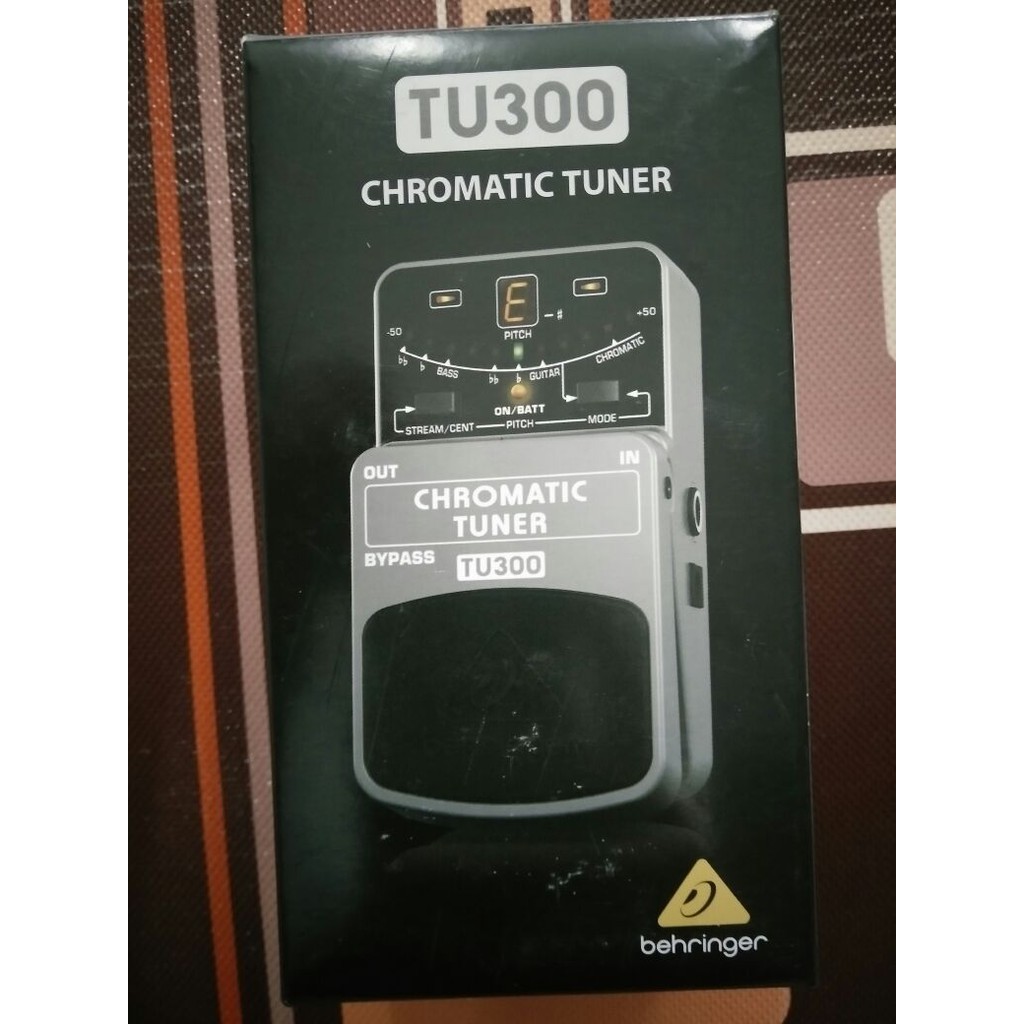 TU300
CHROMATIC TUNER
E
-50 PITCH -♯ +50
♭♭ ♭ BASS ♭♭ ♭ GUITAR CHROMATIC
ON/BATT
STREAM/CENT PITCH MODE
OUT IN
CHROMATIC
TUNER
BYPASS TU300
behringer